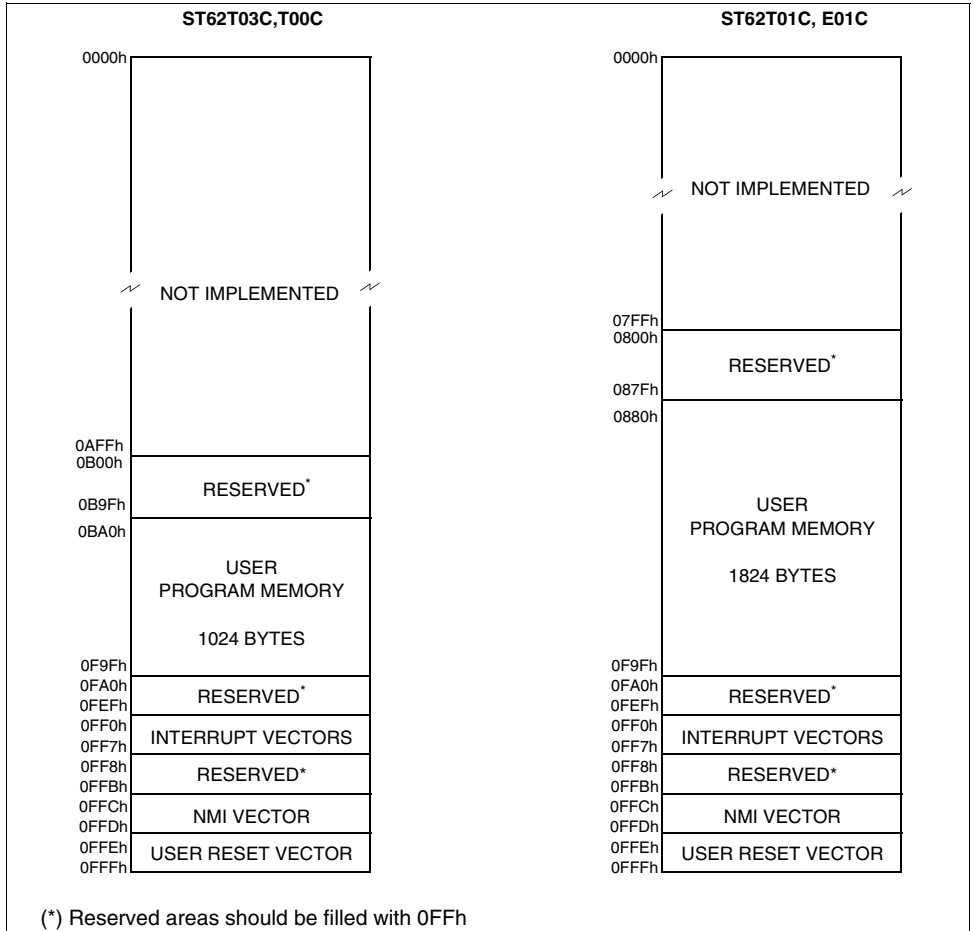 ST62T03C,T00C
0000h
NOT IMPLEMENTED
0AFFh
0B00h
RESERVED*
0B9Fh
0BA0h
USER
PROGRAM MEMORY
1024 BYTES
0F9Fh
0FA0h
RESERVED*
0FEFh
0FF0h
INTERRUPT VECTORS
0FF7h
0FF8h
RESERVED*
0FFBh
0FFCh
NMI VECTOR
0FFDh
0FFEh
USER RESET VECTOR
0FFFh
ST62T01C, E01C
0000h
NOT IMPLEMENTED
07FFh
0800h
RESERVED*
087Fh
0880h
USER
PROGRAM MEMORY
1824 BYTES
0F9Fh
0FA0h
RESERVED*
0FEFh
0FF0h
INTERRUPT VECTORS
0FF7h
0FF8h
RESERVED*
0FFBh
0FFCh
NMI VECTOR
0FFDh
0FFEh
USER RESET VECTOR
0FFFh
(*) Reserved areas should be filled with 0FFh